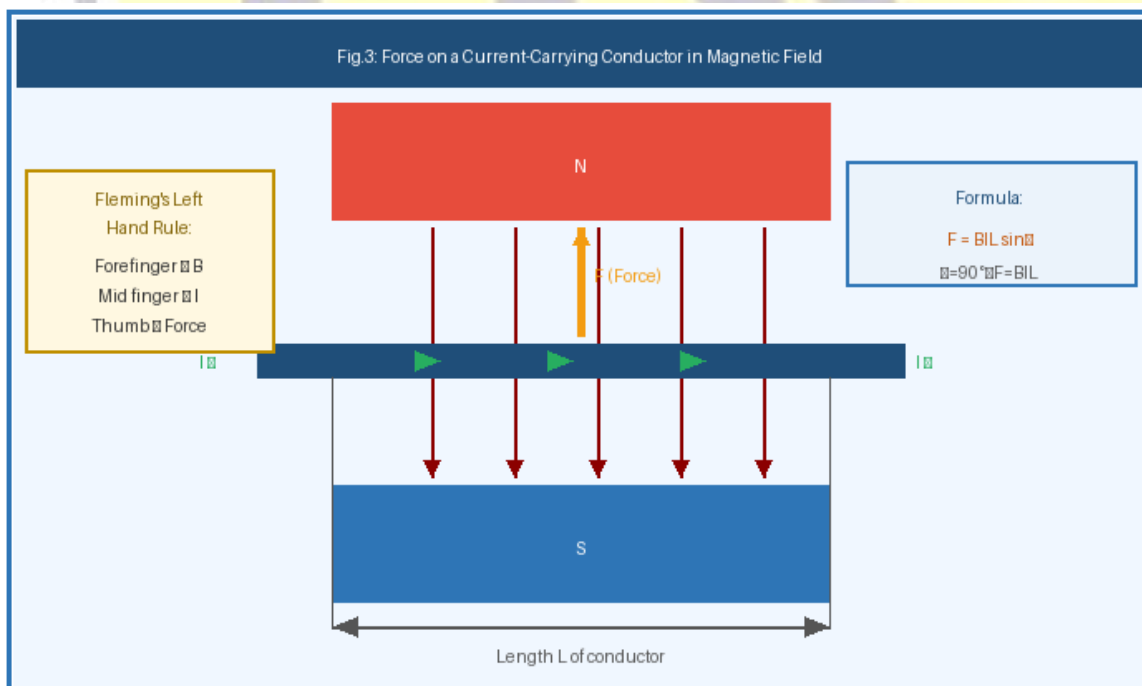 Fig.3: Force on a Current-Carrying Conductor in Magnetic Field
N
Fleming's Left
Hand Rule:
Forefinger B
Mid finger I
Thumb Force
Formula:
F = BIL sin
=90° F=BIL
F (Force)
I
I
S
Length L of conductor